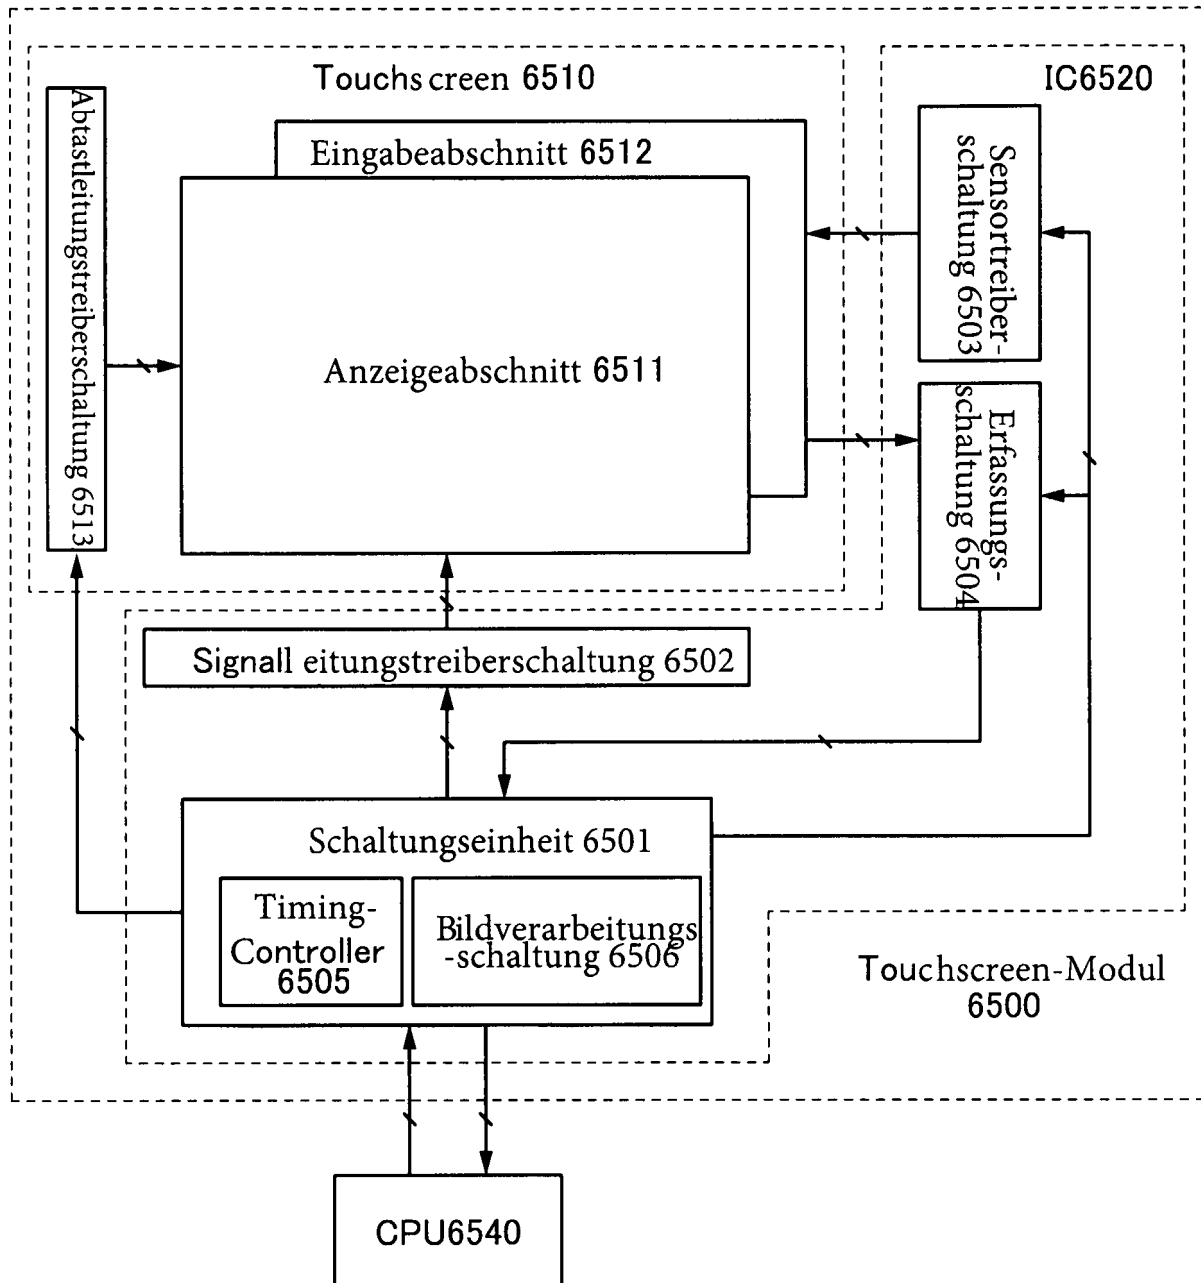 Touchscreen 6510
IC6520
Abtastleitungstreiberschaltung 6513
Eingabeabschnitt 6512
Anzeigeabschnitt 6511
Sensortreiber-
schaltung 6503
Erfassungs-
schaltung 6504
Signall eitungstreiberschaltung 6502
Schaltungseinheit 6501
Timing-
Controller
6505
Bildverarbeitungs
-schaltung 6506
Touchscreen-Modul
6500
CPU6540